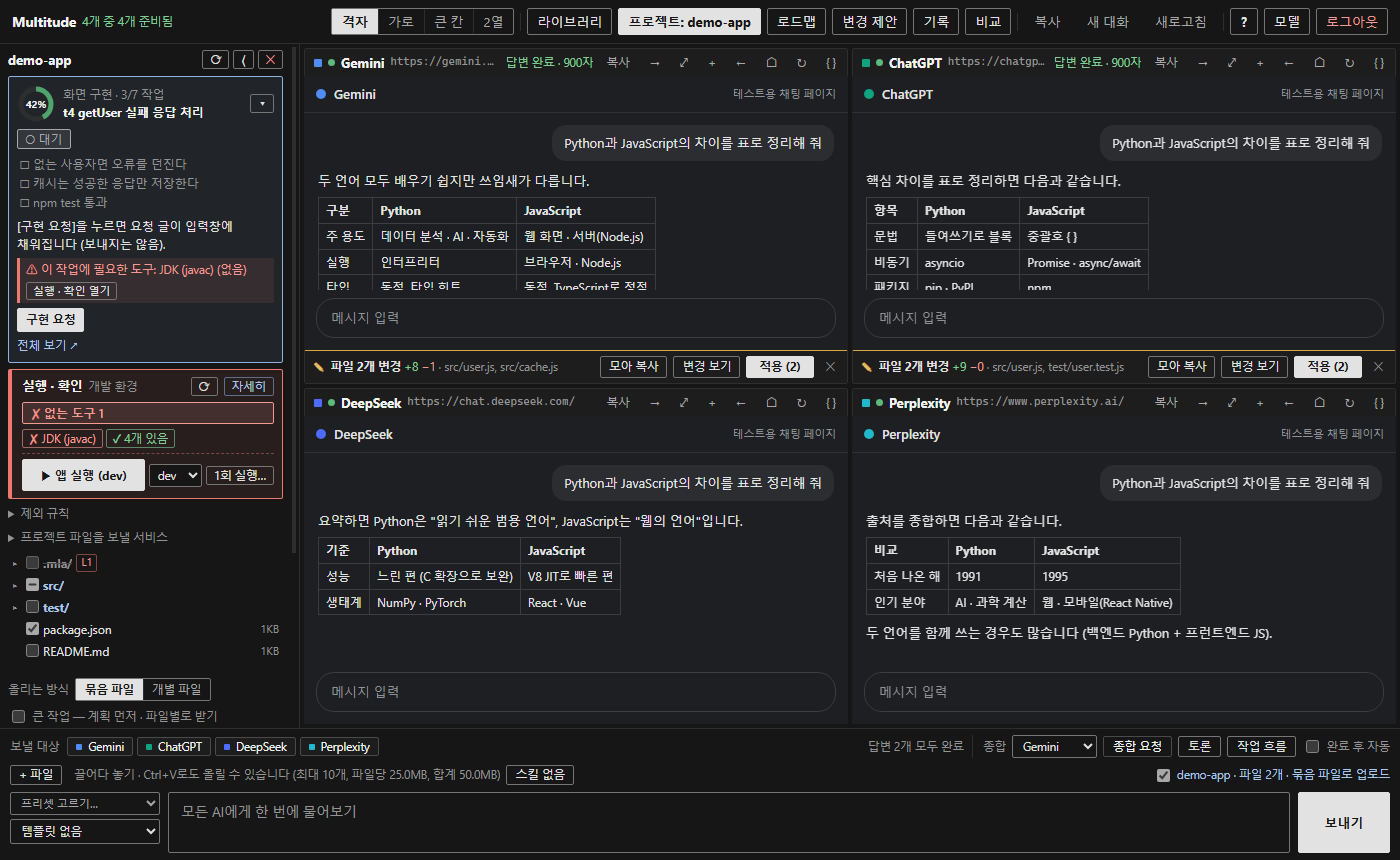 Multitude 4개 중 4개 준비됨 격자 가로 큰 칸 2열 라이브러리 프로젝트: demo-app 로드맵 변경 제안 기록 비교 복사 새 대화 새로고침 ? 모델 로그아웃
demo-app
42% 화면 구현 · 3/7 작업
t4 getUser 실패 응답 처리
○ 대기
없는 사용자면 오류를 던진다
캐시는 성공한 응답만 저장한다
npm test 통과
[구현 요청]을 누르면 요청 글이 입력창에
채워집니다 (보내지는 않음).
⚠ 이 작업에 필요한 도구: JDK (javac) (없음)
실행 · 확인 열기
구현 요청
전체 보기 ↗
실행 · 확인 개발 환경 자세히
✗ 없는 도구 1
✗ JDK (javac) ✓ 4개 있음
▶ 앱 실행 (dev) dev 1회 실행...
▶ 제외 규칙
▶ 프로젝트 파일을 보낼 서비스
.mla/ L1
src/
test/
package.json 1KB
README.md 1KB
올리는 방식 묶음 파일 개별 파일
큰 작업 — 계획 먼저 · 파일별로 받기
Gemini https://gemini.… 답변 완료 · 900자 복사 → ⤢ + ← ↻ { }
Gemini 테스트용 채팅 페이지
Python과 JavaScript의 차이를 표로 정리해 줘
두 언어 모두 배우기 쉽지만 쓰임새가 다릅니다.
구분 Python JavaScript
주 용도 데이터 분석 · AI · 자동화 웹 화면 · 서버(Node.js)
실행 인터프리터 브라우저 · Node.js
타입 동적, 타입 힌트 동적, TypeScript로 정적
메시지 입력
파일 2개 변경 +8 −1 · src/user.js, src/cache.js 모아 복사 변경 보기 적용 (2) ×
ChatGPT https://chatgp… 답변 완료 · 900자 복사 → ⤢ + ← ↻ { }
ChatGPT 테스트용 채팅 페이지
Python과 JavaScript의 차이를 표로 정리해 줘
핵심 차이를 표로 정리하면 다음과 같습니다.
항목 Python JavaScript
문법 들여쓰기로 블록 중괄호 { }
비동기 asyncio Promise · async/await
패키지 pip · PyPI npm
메시지 입력
파일 2개 변경 +9 −0 · src/user.js, test/user.test.js 모아 복사 변경 보기 적용 (2) ×
DeepSeek https://chat.deepseek.com/ 복사 → ⤢ + ← ↻ { }
DeepSeek 테스트용 채팅 페이지
Python과 JavaScript의 차이를 표로 정리해 줘
요약하면 Python은 "읽기 쉬운 범용 언어", JavaScript는 "웹의 언어"입니다.
기준 Python JavaScript
성능 느린 편 (C 확장으로 보완) V8 JIT로 빠른 편
생태계 NumPy · PyTorch React · Vue
메시지 입력
Perplexity https://www.perplexity.ai/ 복사 → ⤢ + ← ↻ { }
Perplexity 테스트용 채팅 페이지
Python과 JavaScript의 차이를 표로 정리해 줘
출처를 종합하면 다음과 같습니다.
비교 Python JavaScript
처음 나온 해 1991 1995
인기 분야 AI · 과학 계산 웹 · 모바일(React Native)
두 언어를 함께 쓰는 경우도 많습니다 (백엔드 Python + 프런트엔드 JS).
메시지 입력
보낼 대상 Gemini ChatGPT DeepSeek Perplexity 답변 2개 모두 완료 종합 Gemini 종합 요청 토론 작업 흐름 완료 후 자동
+ 파일 끌어다 놓기 · Ctrl+V로도 올릴 수 있습니다 (최대 10개, 파일당 25.0MB, 합계 50.0MB) 스킬 없음 demo-app · 파일 2개 · 묶음 파일로 업로드
프리셋 고르기...
템플릿 없음
모든 AI에게 한 번에 물어보기
보내기